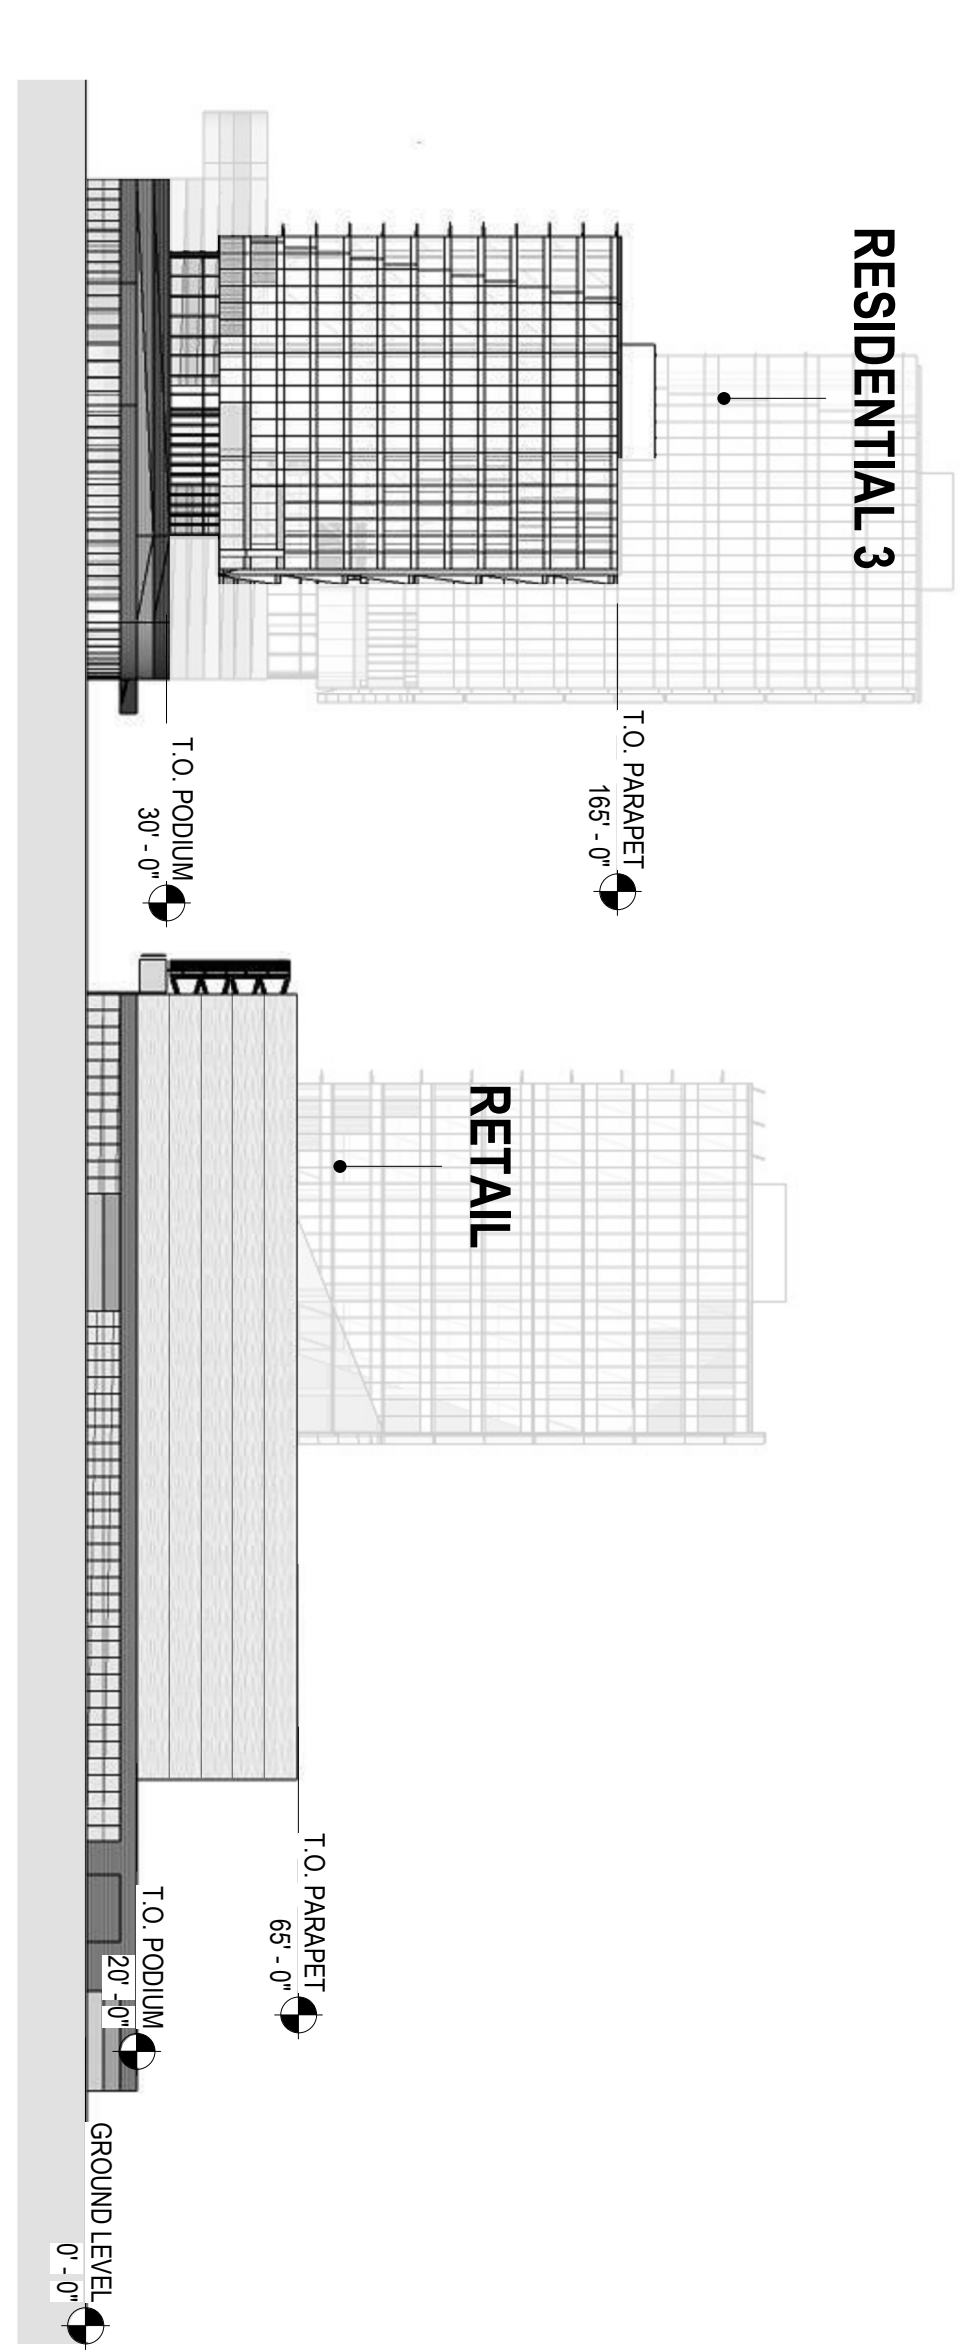 RESIDENTIAL 3
T.O. PARAPET
165' - 0"
T.O. PODIUM
30' - 0"
RETAIL
T.O. PARAPET
65' - 0"
T.O. PODIUM
20' - 0"
GROUND LEVEL
0' - 0"